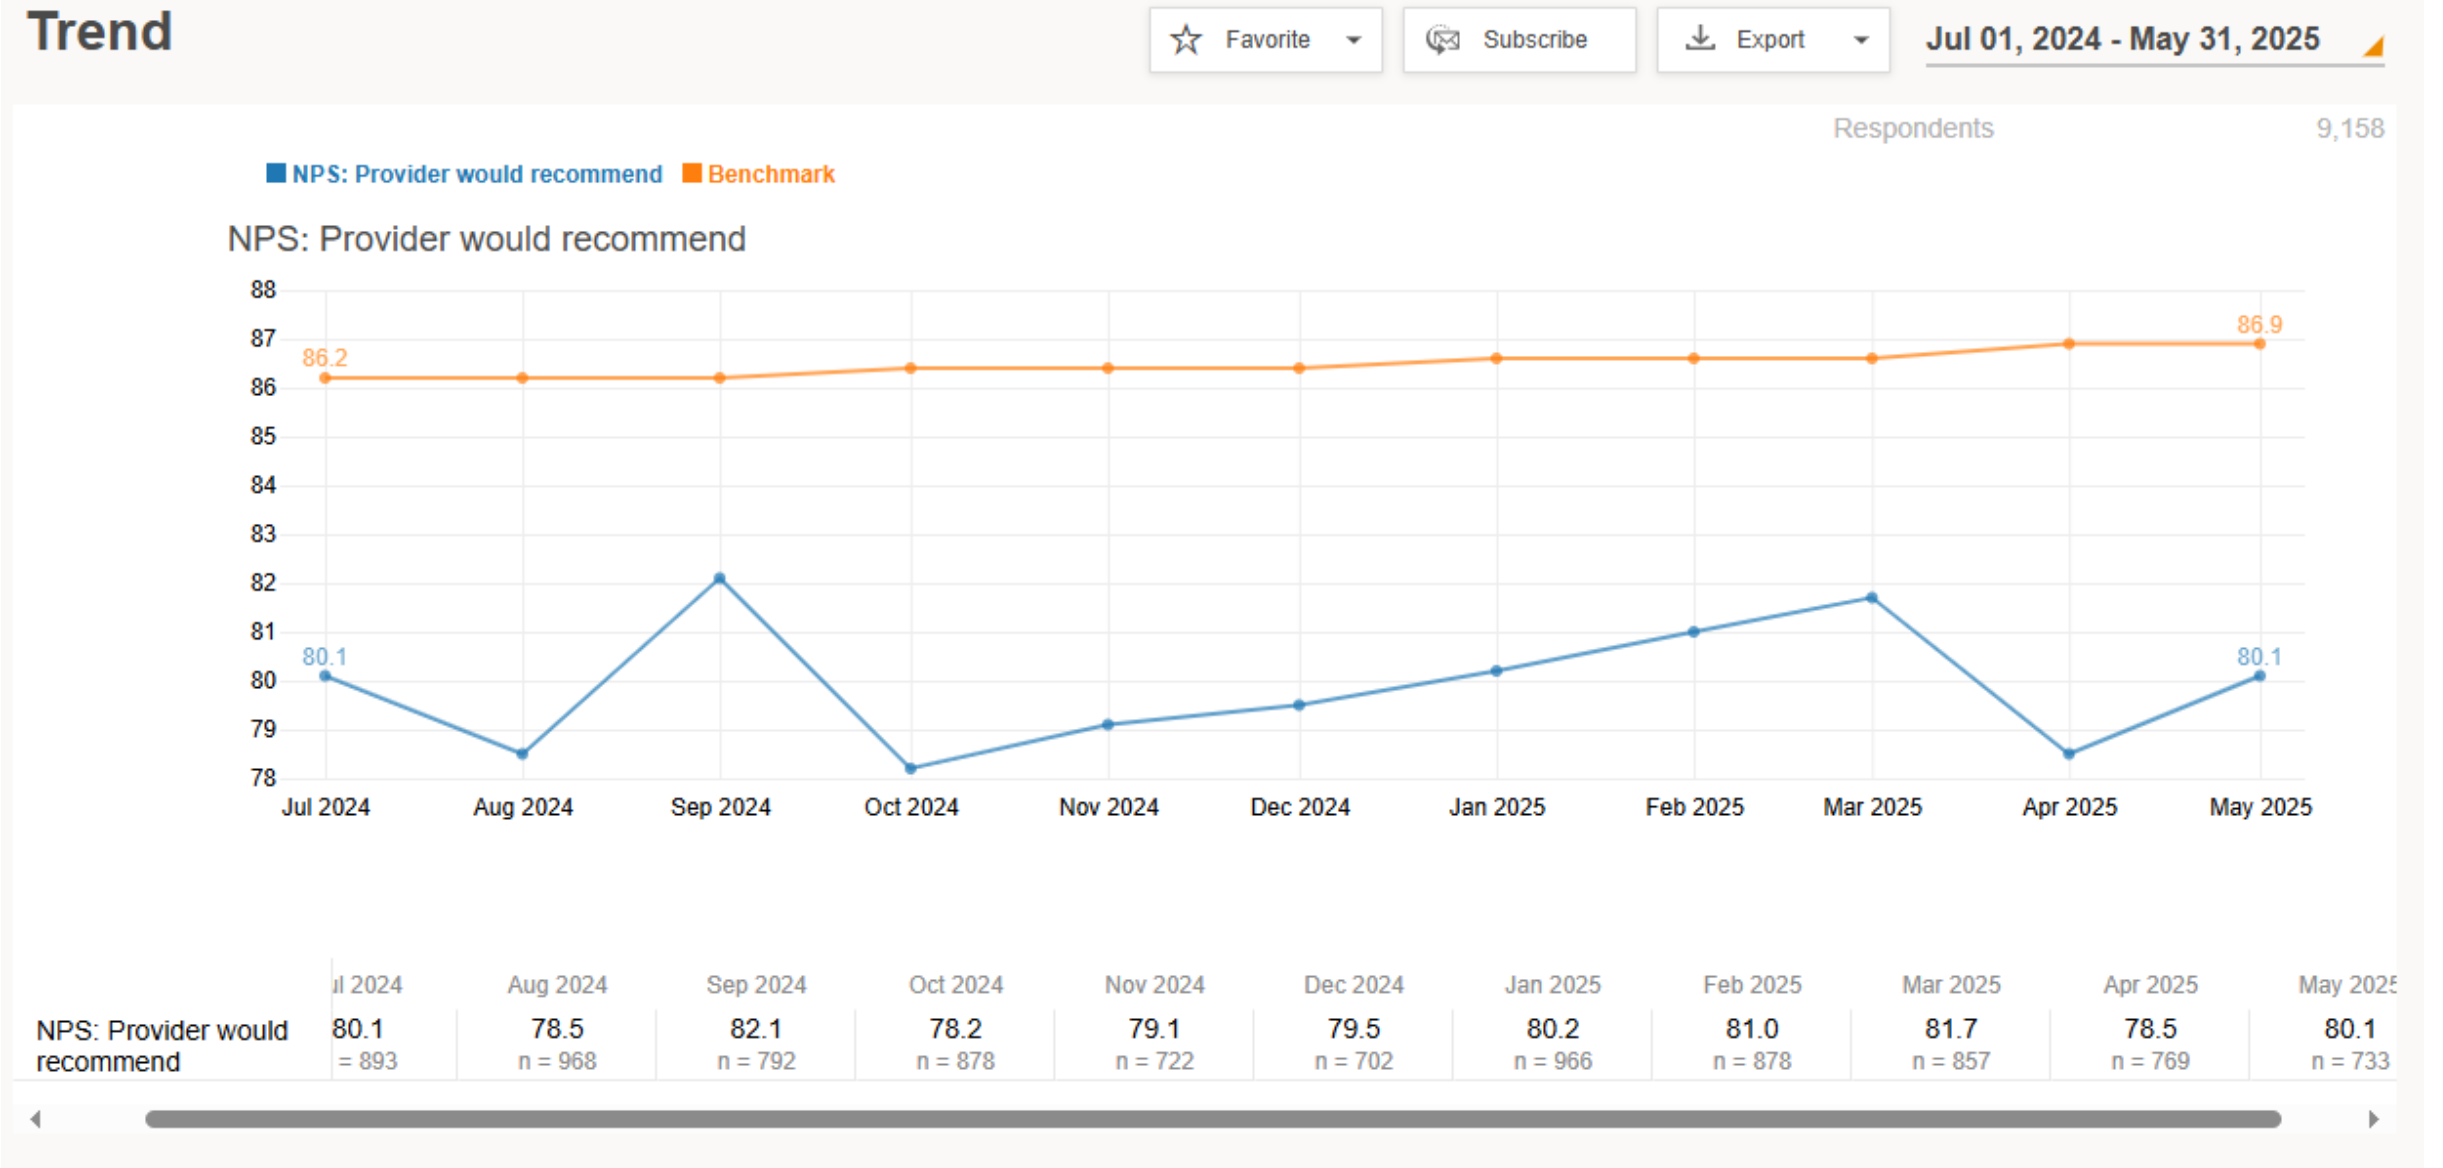 Trend
Favorite
Subscribe
Export
Jul 01, 2024 - May 31, 2025
Respondents 9,158
NPS: Provider would recommend Benchmark
NPS: Provider would recommend
88
87
86
85
84
83
82
81
80
79
78
86.2
86.9
80.1
80.1
Jul 2024 Aug 2024 Sep 2024 Oct 2024 Nov 2024 Dec 2024 Jan 2025 Feb 2025 Mar 2025 Apr 2025 May 2025
ul 2024 Aug 2024 Sep 2024 Oct 2024 Nov 2024 Dec 2024 Jan 2025 Feb 2025 Mar 2025 Apr 2025 May 2025
NPS: Provider would recommend
80.1 78.5 82.1 78.2 79.1 79.5 80.2 81.0 81.7 78.5 80.1
= 893 n = 968 n = 792 n = 878 n = 722 n = 702 n = 966 n = 878 n = 857 n = 769 n = 733